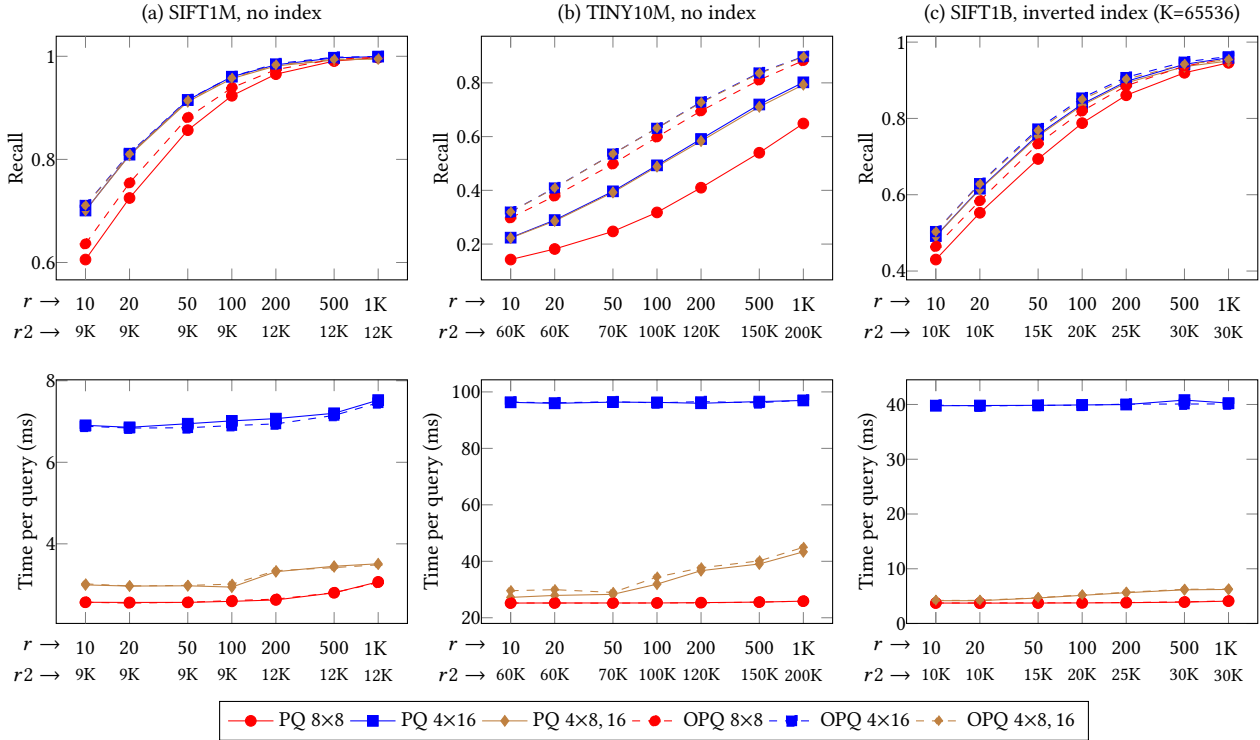 (a) SIFT1M, no index
(b) TINY10M, no index
(c) SIFT1B, inverted index (K=65536)
1
0.8
0.6
Recall
0.8
0.6
0.4
0.2
Recall
1
0.8
0.6
0.4
Recall
r → 10 20 50 100 200 500 1K
r2 → 9K 9K 9K 9K 12K 12K 12K
r → 10 20 50 100 200 500 1K
r2 → 60K 60K 70K 100K 120K 150K 200K
r → 10 20 50 100 200 500 1K
r2 → 10K 10K 15K 20K 25K 30K 30K
8
6
4
Time per query (ms)
100
80
60
40
20
Time per query (ms)
40
20
10
5
0
Time per query (ms)
r → 10 20 50 100 200 500 1K
r2 → 9K 9K 9K 9K 12K 12K 12K
r → 10 20 50 100 200 500 1K
r2 → 60K 60K 70K 100K 120K 150K 200K
r → 10 20 50 100 200 500 1K
r2 → 10K 10K 15K 20K 25K 30K 30K
PQ 8×8 PQ 4×16 PQ 4×8, 16 OPQ 8×8 OPQ 4×16 OPQ 4×8, 16